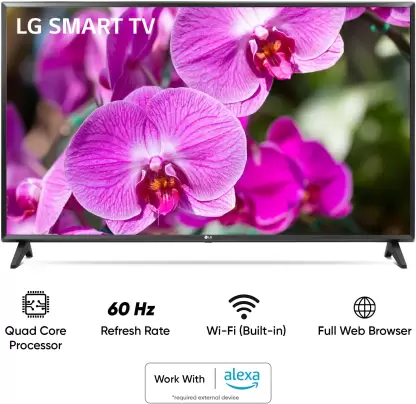 LG SMART TV
LG
60 Hz
Quad Core
Processor
Refresh Rate
Wi-Fi (Built-in)
Full Web Browser
Work With
alexa
*required external device